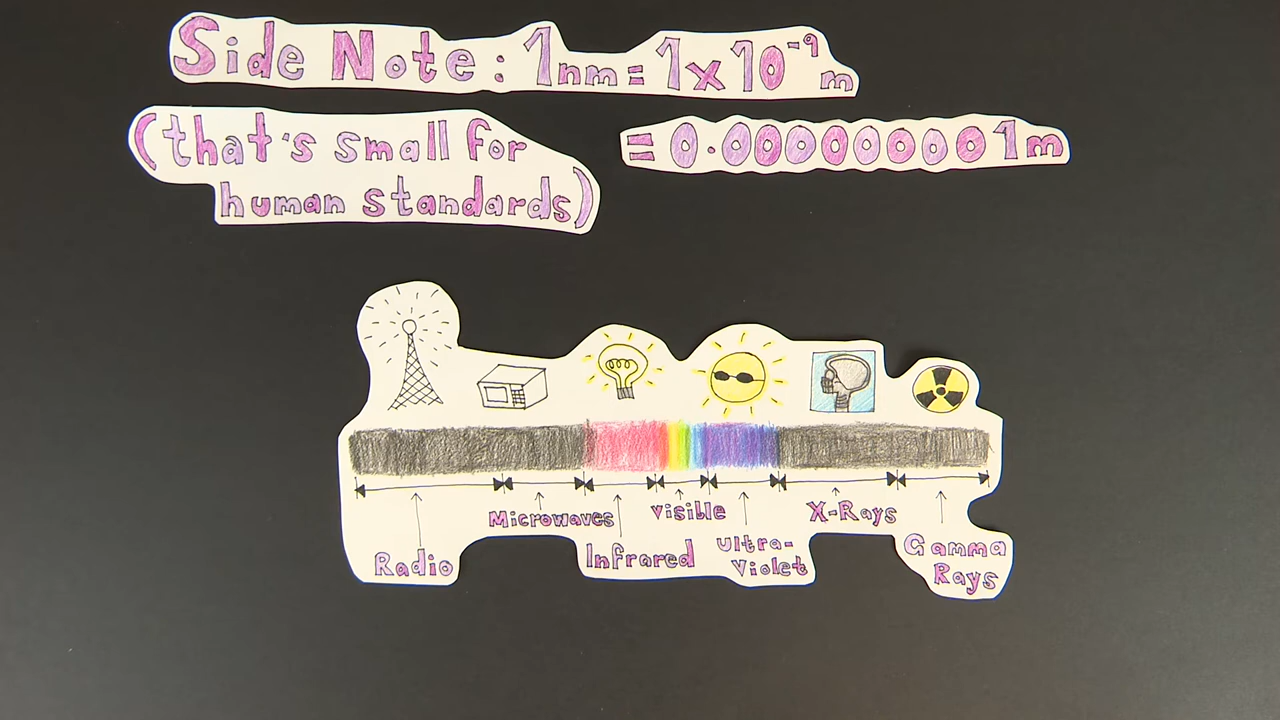 Side Note: 1nm = 1x10⁻⁹ m
(that's small for
human standards)
= 0.000000001m
Microwaves
Visible
X-Rays
Radio
Infrared
Ultra-
Violet
Gamma
Rays